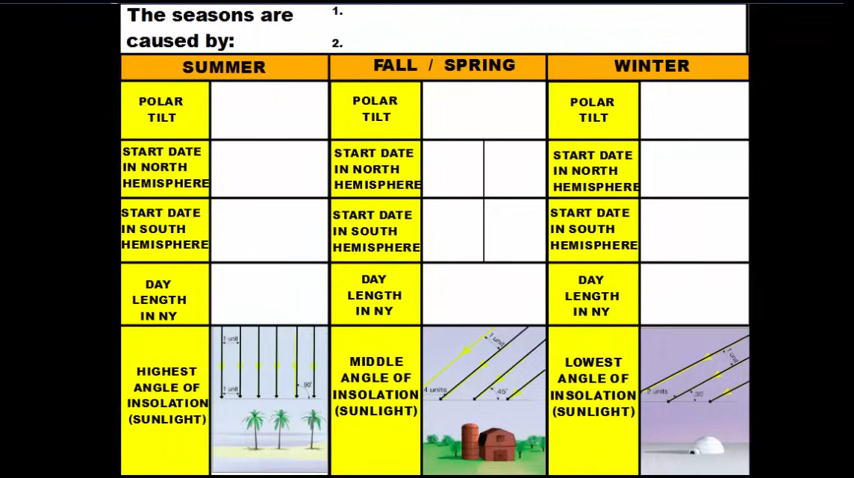 The seasons are
caused by:
1.
2.
SUMMER
FALL / SPRING
WINTER
POLAR
TILT
POLAR
TILT
POLAR
TILT
START DATE
IN NORTH
HEMISPHERE
START DATE
IN NORTH
HEMISPHERE
START DATE
IN NORTH
HEMISPHERE
START DATE
IN SOUTH
HEMISPHERE
START DATE
IN SOUTH
HEMISPHERE
START DATE
IN SOUTH
HEMISPHERE
DAY
LENGTH
IN NY
DAY
LENGTH
IN NY
DAY
LENGTH
IN NY
HIGHEST
ANGLE OF
INSOLATION
(SUNLIGHT)
1 unit
1 unit
90°
MIDDLE
ANGLE OF
INSOLATION
(SUNLIGHT)
1 unit
4 units
45°
LOWEST
ANGLE OF
INSOLATION
(SUNLIGHT)
1 unit
2 units
30°